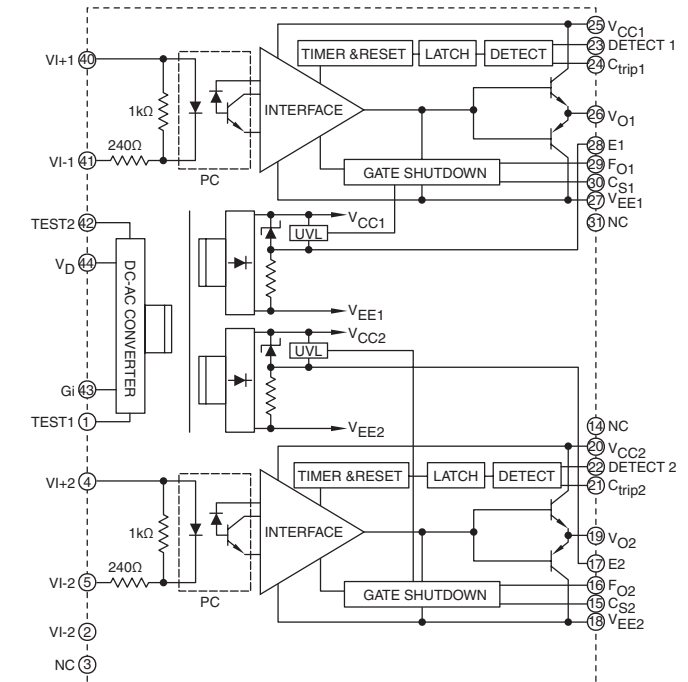 25 VCC1
23 DETECT 1
VI+1 40
TIMER &RESET LATCH DETECT
24 Ctrip1
1kΩ
INTERFACE
26 VO1
240Ω
28 E1
VI-1 41
29 FO1
GATE SHUTDOWN
PC
30 CS1
27 VEE1
TEST2 42
VCC1
31 NC
UVL
VD 44
DC-AC CONVERTER
VEE1
VCC2
UVL
Gi 43
TEST1 1
14 NC
VEE2
20 VCC2
22 DETECT 2
VI+2 4
TIMER &RESET LATCH DETECT
21 Ctrip2
1kΩ
INTERFACE
19 VO2
240Ω
17 E2
VI-2 5
16 FO2
GATE SHUTDOWN
PC
15 CS2
18 VEE2
VI-2 2
NC 3